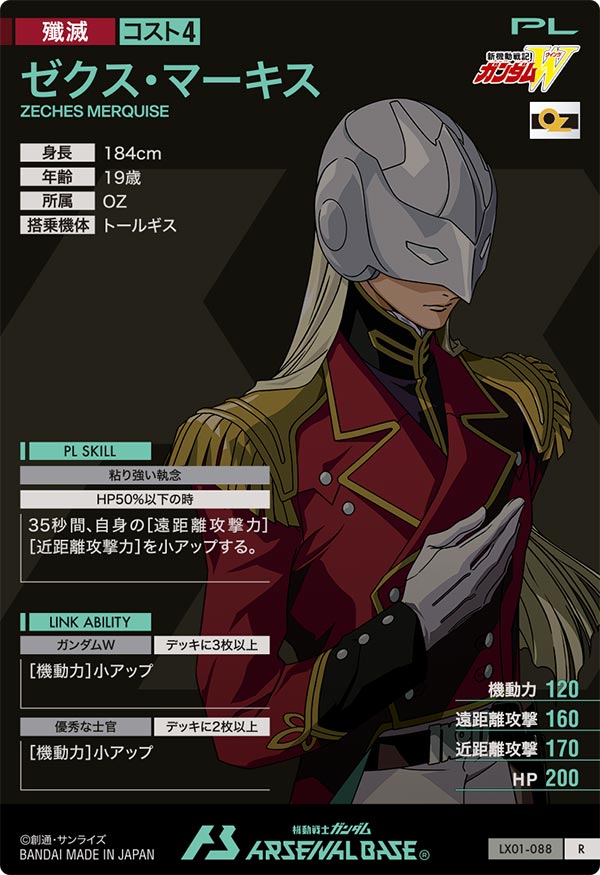 殲滅 コスト4
PL
ゼクス・マーキス
ZECHES MERQUISE
新機動戦記
ガンダムW
ウイング
OZ
身長 184cm
年齢 19歳
所属 OZ
搭乗機体 トールギス
PL SKILL
粘り強い執念
HP50%以下の時
35秒間、自身の[遠距離攻撃力]
[近距離攻撃力]を小アップする。
LINK ABILITY
ガンダムW デッキに3枚以上
[機動力]小アップ
優秀な士官 デッキに2枚以上
[機動力]小アップ
機動力 120
遠距離攻撃 160
近距離攻撃 170
HP 200
©創通・サンライズ
BANDAI MADE IN JAPAN
機動戦士ガンダム
ARSENAL BASE®
LX01-088 R